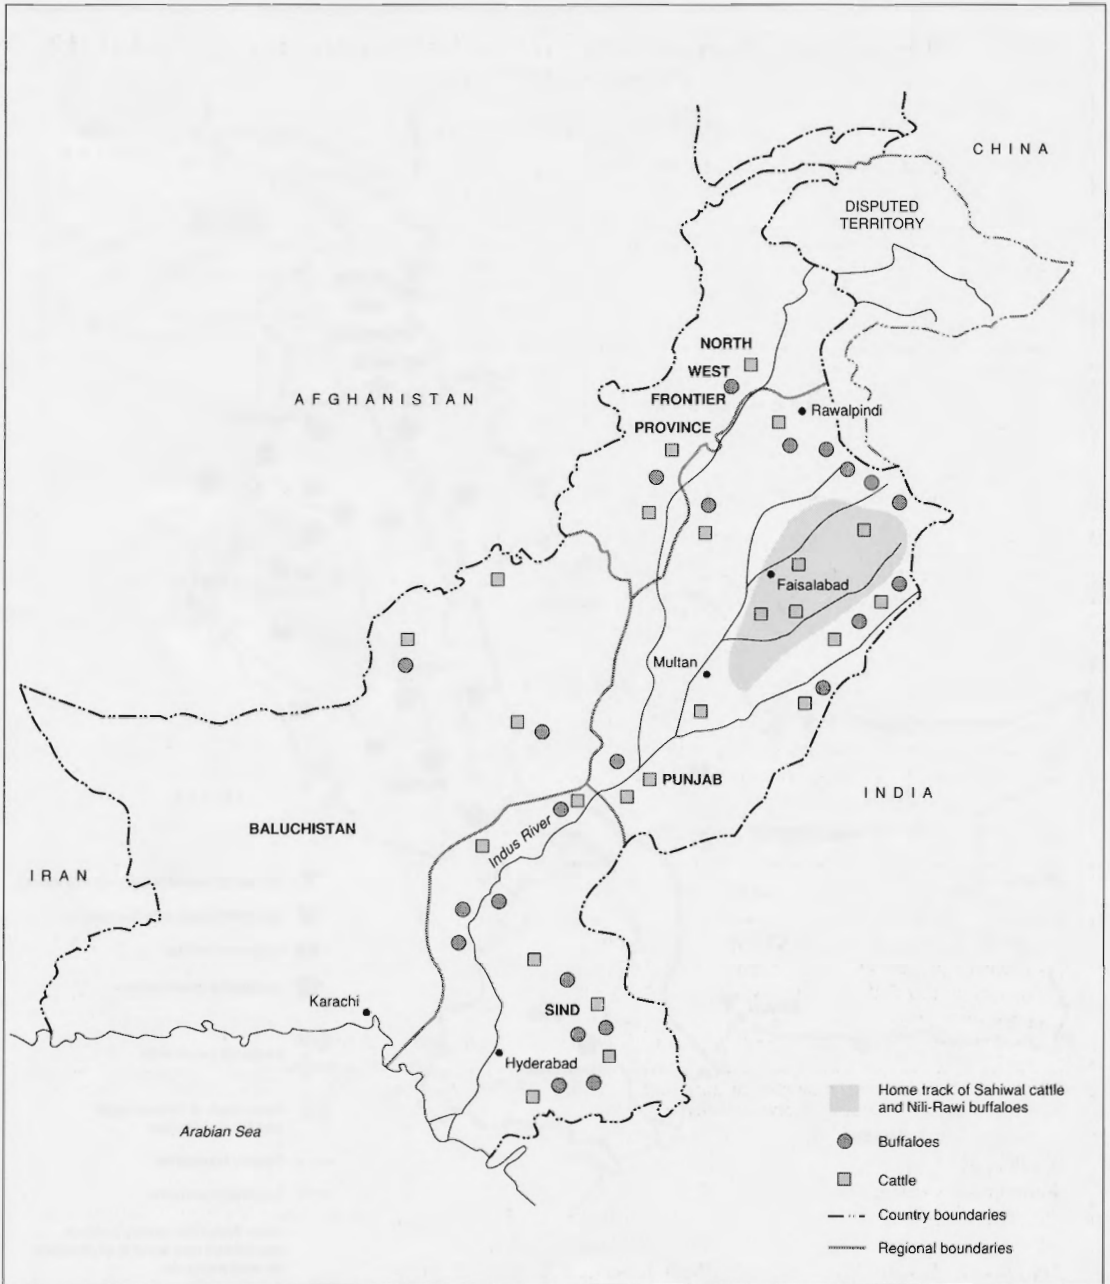 CHINA
DISPUTED
TERRITORY
NORTH
WEST
FRONTIER
PROVINCE
AFGHANISTAN
Rawalpindi
Faisalabad
Multan
PUNJAB
INDIA
BALUCHISTAN
Indus River
IRAN
Karachi
SIND
Hyderabad
Arabian Sea
Home track of Sahiwal cattle
and Nili-Rawi buffaloes
Buffaloes
Cattle
Country boundaries
Regional boundaries